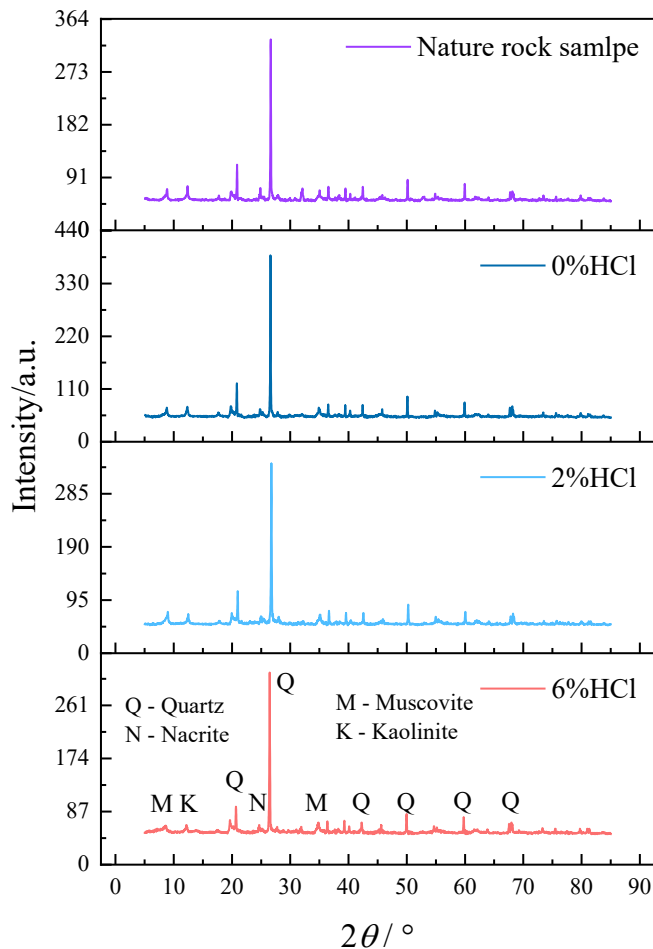 364
Nature rock samlpe
273
182
91
0
440
0%HCl
330
220
110
0
2%HCl
285
190
95
0
6%HCl
Q
Q - Quartz
M - Muscovite
261
N - Nacrite
K - Kaolinite
174
Q
87
M K
N
M
Q
Q
Q
Q
0
0 10 20 30 40 50 60 70 80 90
2θ/ °
Intensity/a.u.